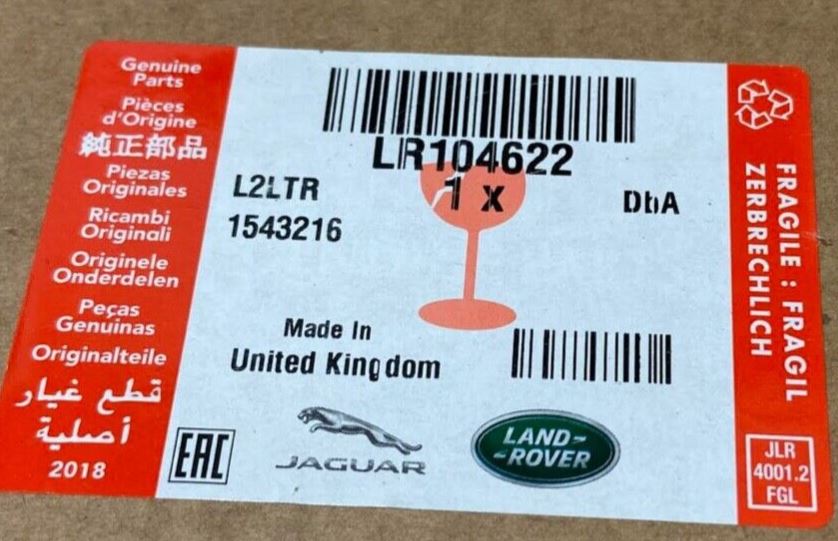 Genuine
Parts
Pièces
d'Origine
純正部品
Piezas
Originales
Ricambi
Originali
Originele
Onderdelen
Peças
Genuinas
Originalteile
قطع غيار
أصلية
2018
LR104622
1 x
L2LTR
DbA
1543216
Made In
United Kingdom
EAC
JAGUAR
LAND-
-ROVER
FRAGILE : FRAGIL
ZERBRECHLICH
JLR
4001.2
FGL